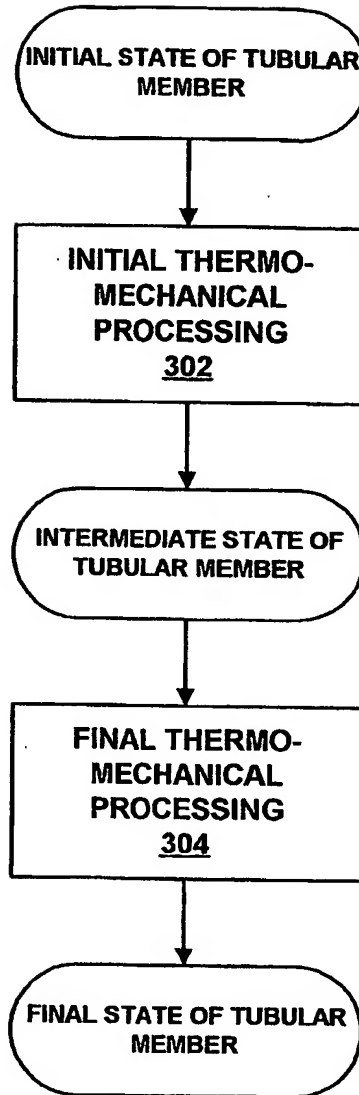 INITIAL STATE OF TUBULAR
MEMBER
INITIAL THERMO-
MECHANICAL
PROCESSING
302
INTERMEDIATE STATE OF
TUBULAR MEMBER
FINAL THERMO-
MECHANICAL
PROCESSING
304
FINAL STATE OF TUBULAR
MEMBER